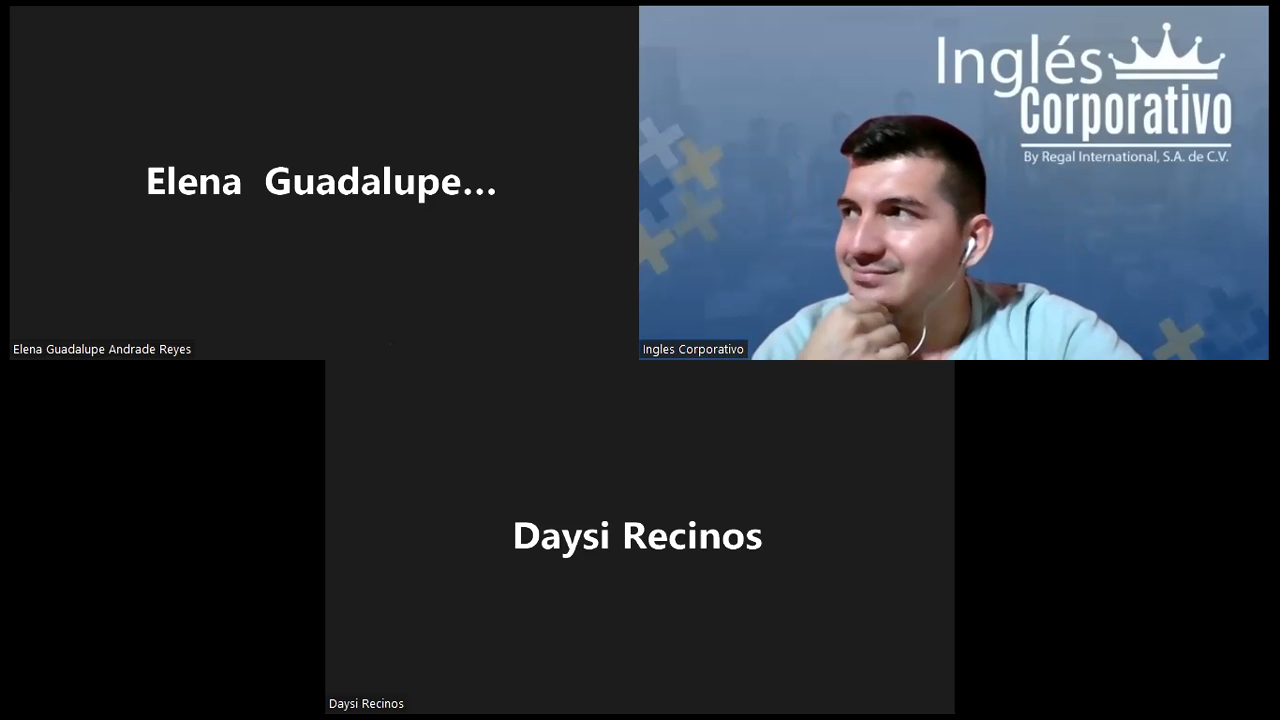 Elena Guadalupe...
Elena Guadalupe Andrade Reyes
Inglés
Corporativo
By Regal International, S.A. de C.V.
Ingles Corporativo
Daysi Recinos
Daysi Recinos